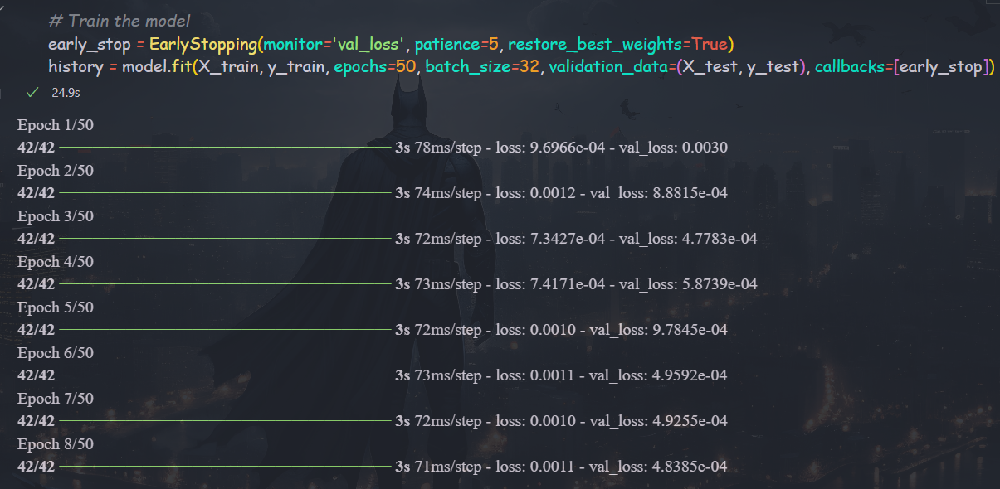 # Train the model
early_stop = EarlyStopping(monitor='val_loss', patience=5, restore_best_weights=True)
history = model.fit(X_train, y_train, epochs=50, batch_size=32, validation_data=(X_test, y_test), callbacks=[early_stop])
✓ 24.9s
Epoch 1/50
42/42 ━━━━━━━━━━━━━━━━━━━━ 3s 78ms/step - loss: 9.6966e-04 - val_loss: 0.0030
Epoch 2/50
42/42 ━━━━━━━━━━━━━━━━━━━━ 3s 74ms/step - loss: 0.0012 - val_loss: 8.8815e-04
Epoch 3/50
42/42 ━━━━━━━━━━━━━━━━━━━━ 3s 72ms/step - loss: 7.3427e-04 - val_loss: 4.7783e-04
Epoch 4/50
42/42 ━━━━━━━━━━━━━━━━━━━━ 3s 73ms/step - loss: 7.4171e-04 - val_loss: 5.8739e-04
Epoch 5/50
42/42 ━━━━━━━━━━━━━━━━━━━━ 3s 72ms/step - loss: 0.0010 - val_loss: 9.7845e-04
Epoch 6/50
42/42 ━━━━━━━━━━━━━━━━━━━━ 3s 73ms/step - loss: 0.0011 - val_loss: 4.9592e-04
Epoch 7/50
42/42 ━━━━━━━━━━━━━━━━━━━━ 3s 72ms/step - loss: 0.0010 - val_loss: 4.9255e-04
Epoch 8/50
42/42 ━━━━━━━━━━━━━━━━━━━━ 3s 71ms/step - loss: 0.0011 - val_loss: 4.8385e-04